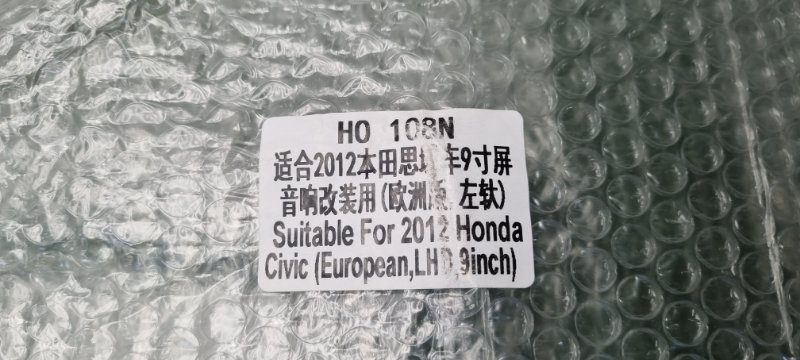 HO 108N
适合2012本田思域车9寸屏
音响改装用(欧洲版,左轨)
Suitable For 2012 Honda
Civic (European,LHD,9inch)